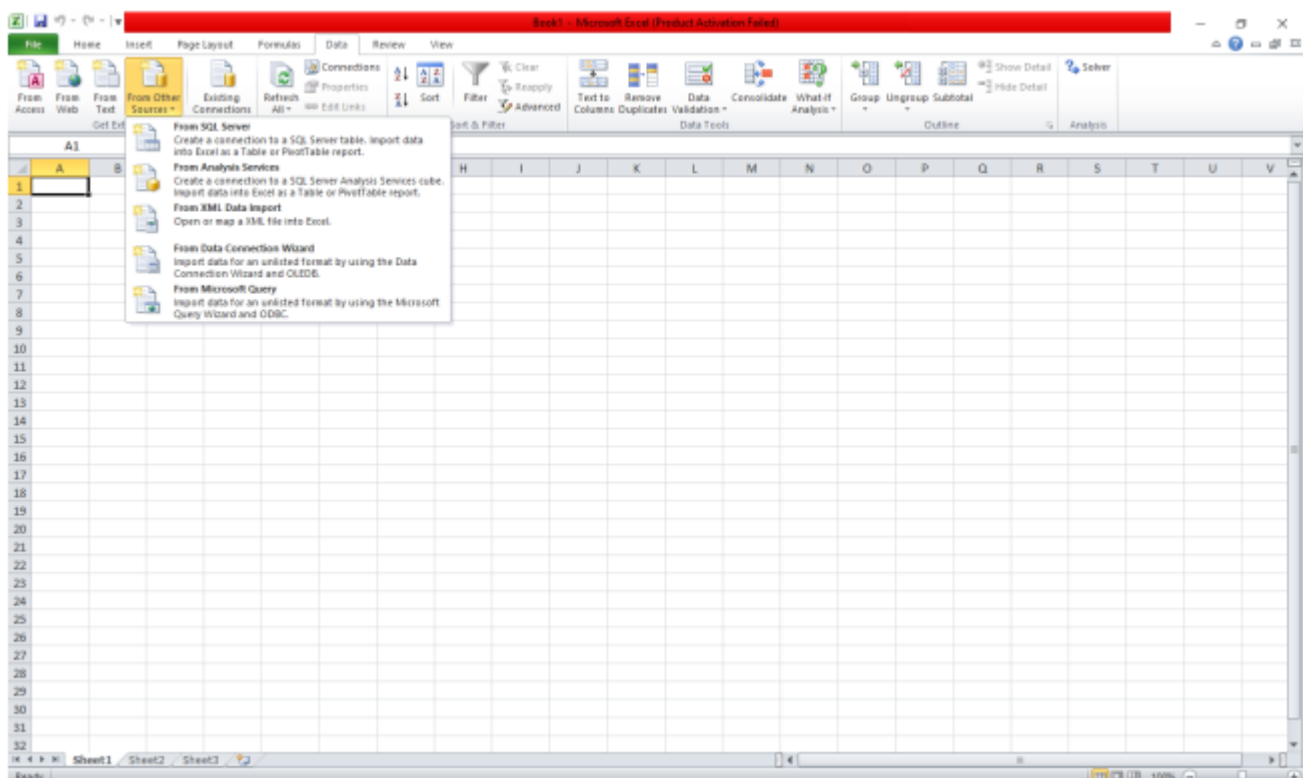 Book1 - Microsoft Excel (Product Activation Failed)
File Home Insert Page Layout Formulas Data Review View
From Access
From Web
From Text
From Other Sources
Existing Connections
Refresh All
Connections
Properties
Edit Links
Sort
Filter
Clear
Reapply
Advanced
Text to Columns
Remove Duplicates
Data Validation
Consolidate
What-If Analysis
Group
Ungroup
Subtotal
Show Detail
Hide Detail
Solver
Get Ext
Sort & Filter
Data Tools
Outline
Analysis
From SQL Server
Create a connection to a SQL Server table. Import data
into Excel as a Table or PivotTable report.
From Analysis Services
Create a connection to a SQL Server Analysis Services cube.
Import data into Excel as a Table or PivotTable report.
From XML Data Import
Open or map a XML file into Excel.
From Data Connection Wizard
Import data for an unlisted format by using the Data
Connection Wizard and OLEDB.
From Microsoft Query
Import data for an unlisted format by using the Microsoft
Query Wizard and ODBC.
A1
A B H I J K L M N O P Q R S T U V
1
2
3
4
5
6
7
8
9
10
11
12
13
14
15
16
17
18
19
20
21
22
23
24
25
26
27
28
29
30
31
32
Sheet1 Sheet2 Sheet3
Ready 100%